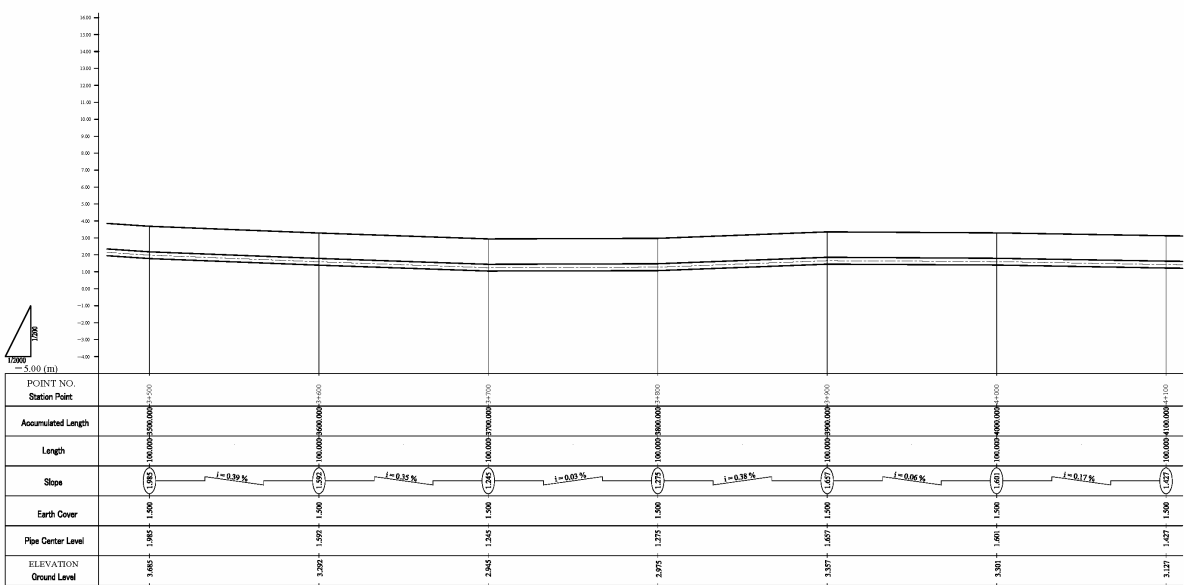 16.00
15.00
14.00
13.00
12.00
11.00
10.00
9.00
8.00
7.00
6.00
5.00
4.00
3.00
2.00
1.00
0.00
-1.00
-2.00
-3.00
-4.00
1/200
1/2000
-5.00 (m)
POINT NO.
Station Point 3+500 3+600 3+700 3+800 3+900 4+000 4+100
Accumulated Length 3500.000 3600.000 3700.000 3800.000 3900.000 4000.000 4100.000
Length 100.000 100.000 100.000 100.000 100.000 100.000 100.000
Slope 1.985 i=0.39 % 1.592 i=0.35 % 1.245 i=0.03 % 1.275 i=0.38 % 1.657 i=0.06 % 1.601 i=0.17 % 1.427
Earth Cover 1.500 1.500 1.500 1.500 1.500 1.500 1.500
Pipe Center Level 1.985 1.592 1.245 1.275 1.657 1.601 1.427
ELEVATION
Ground Level 3.685 3.292 2.945 2.975 3.357 3.301 3.127